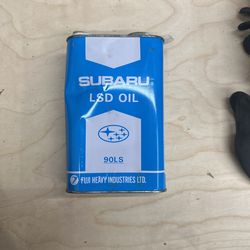 SUBARU
LSD OIL
90LS
FUJI HEAVY INDUSTRIES LTD.